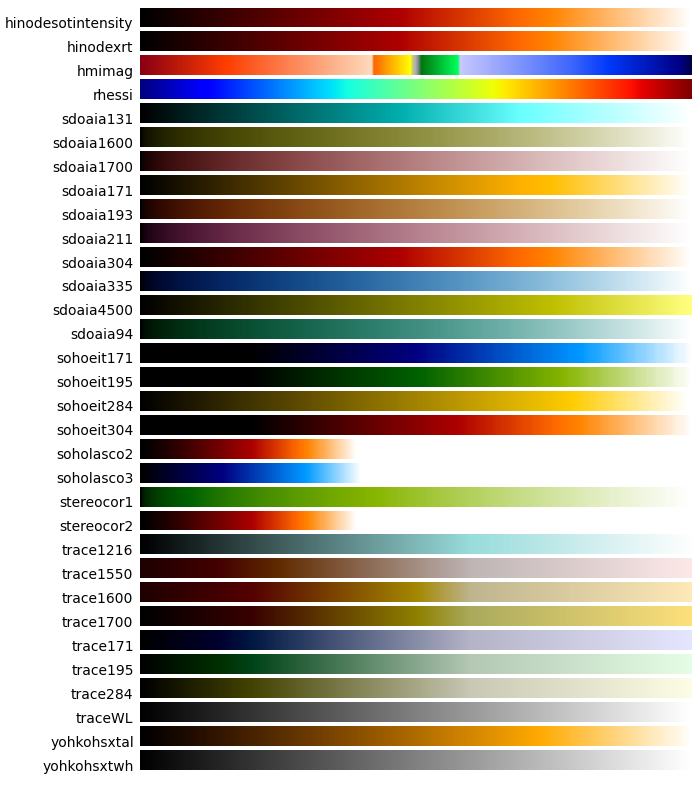 hinodesotintensity
hinodexrt
hmimag
rhessi
sdoaia131
sdoaia1600
sdoaia1700
sdoaia171
sdoaia193
sdoaia211
sdoaia304
sdoaia335
sdoaia4500
sdoaia94
sohoeit171
sohoeit195
sohoeit284
sohoeit304
soholasco2
soholasco3
stereocor1
stereocor2
trace1216
trace1550
trace1600
trace1700
trace171
trace195
trace284
traceWL
yohkohsxtal
yohkohsxtwh